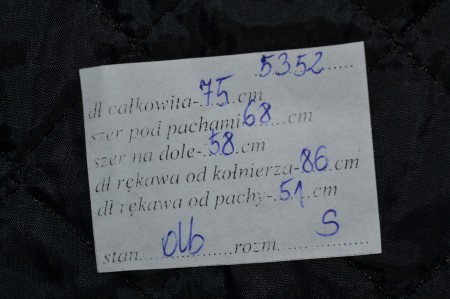 .5352.....
dł całkowita-.75...cm
szer pod pachami.68......cm
szer na dole-.58.cm
dł rękawa od kołnierza-86.cm
dł rękawa od pachy-.51..cm
stan.....olb.....rozm.....S.....